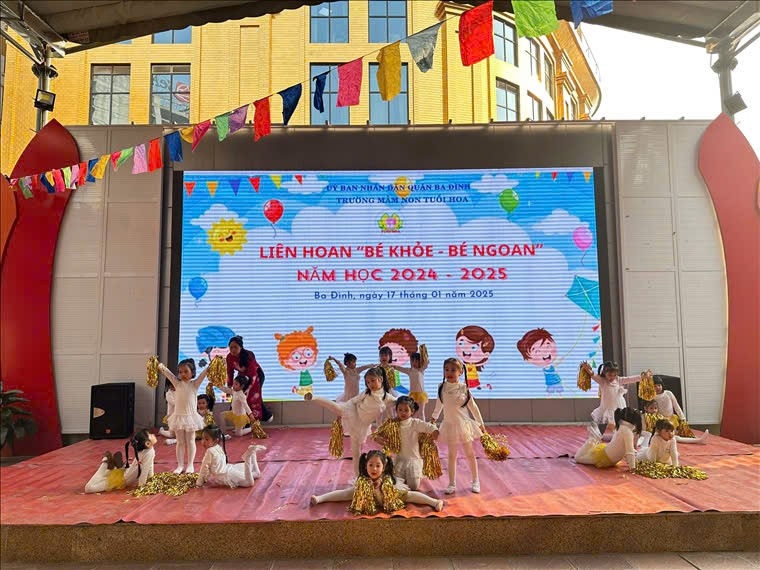 ỦY BAN NHÂN DÂN QUẬN BA ĐÌNH
TRƯỜNG MẦM NON TUỔI HOA
LIÊN HOAN "BÉ KHỎE - BÉ NGOAN"
NĂM HỌC 2024 - 2025
Ba Đình, ngày 17 tháng 01 năm 2025